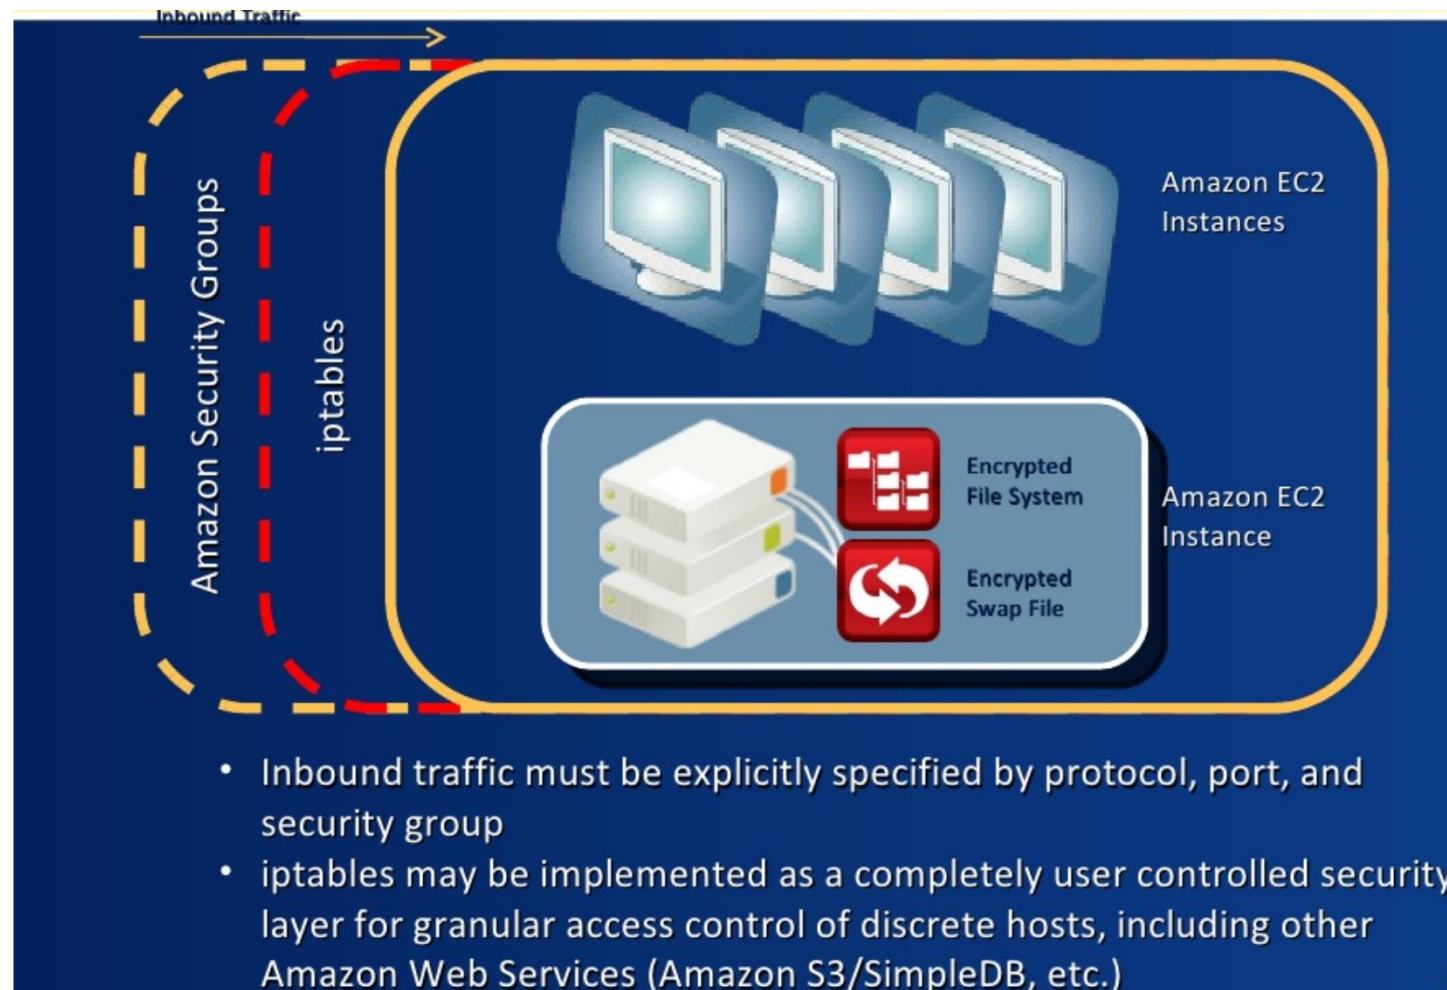 Inbound Traffic
Amazon Security Groups
iptables
Amazon EC2
Instances
Encrypted
File System
Encrypted
Swap File
Amazon EC2
Instance
• Inbound traffic must be explicitly specified by protocol, port, and
security group
• iptables may be implemented as a completely user controlled security
layer for granular access control of discrete hosts, including other
Amazon Web Services (Amazon S3/SimpleDB, etc.)